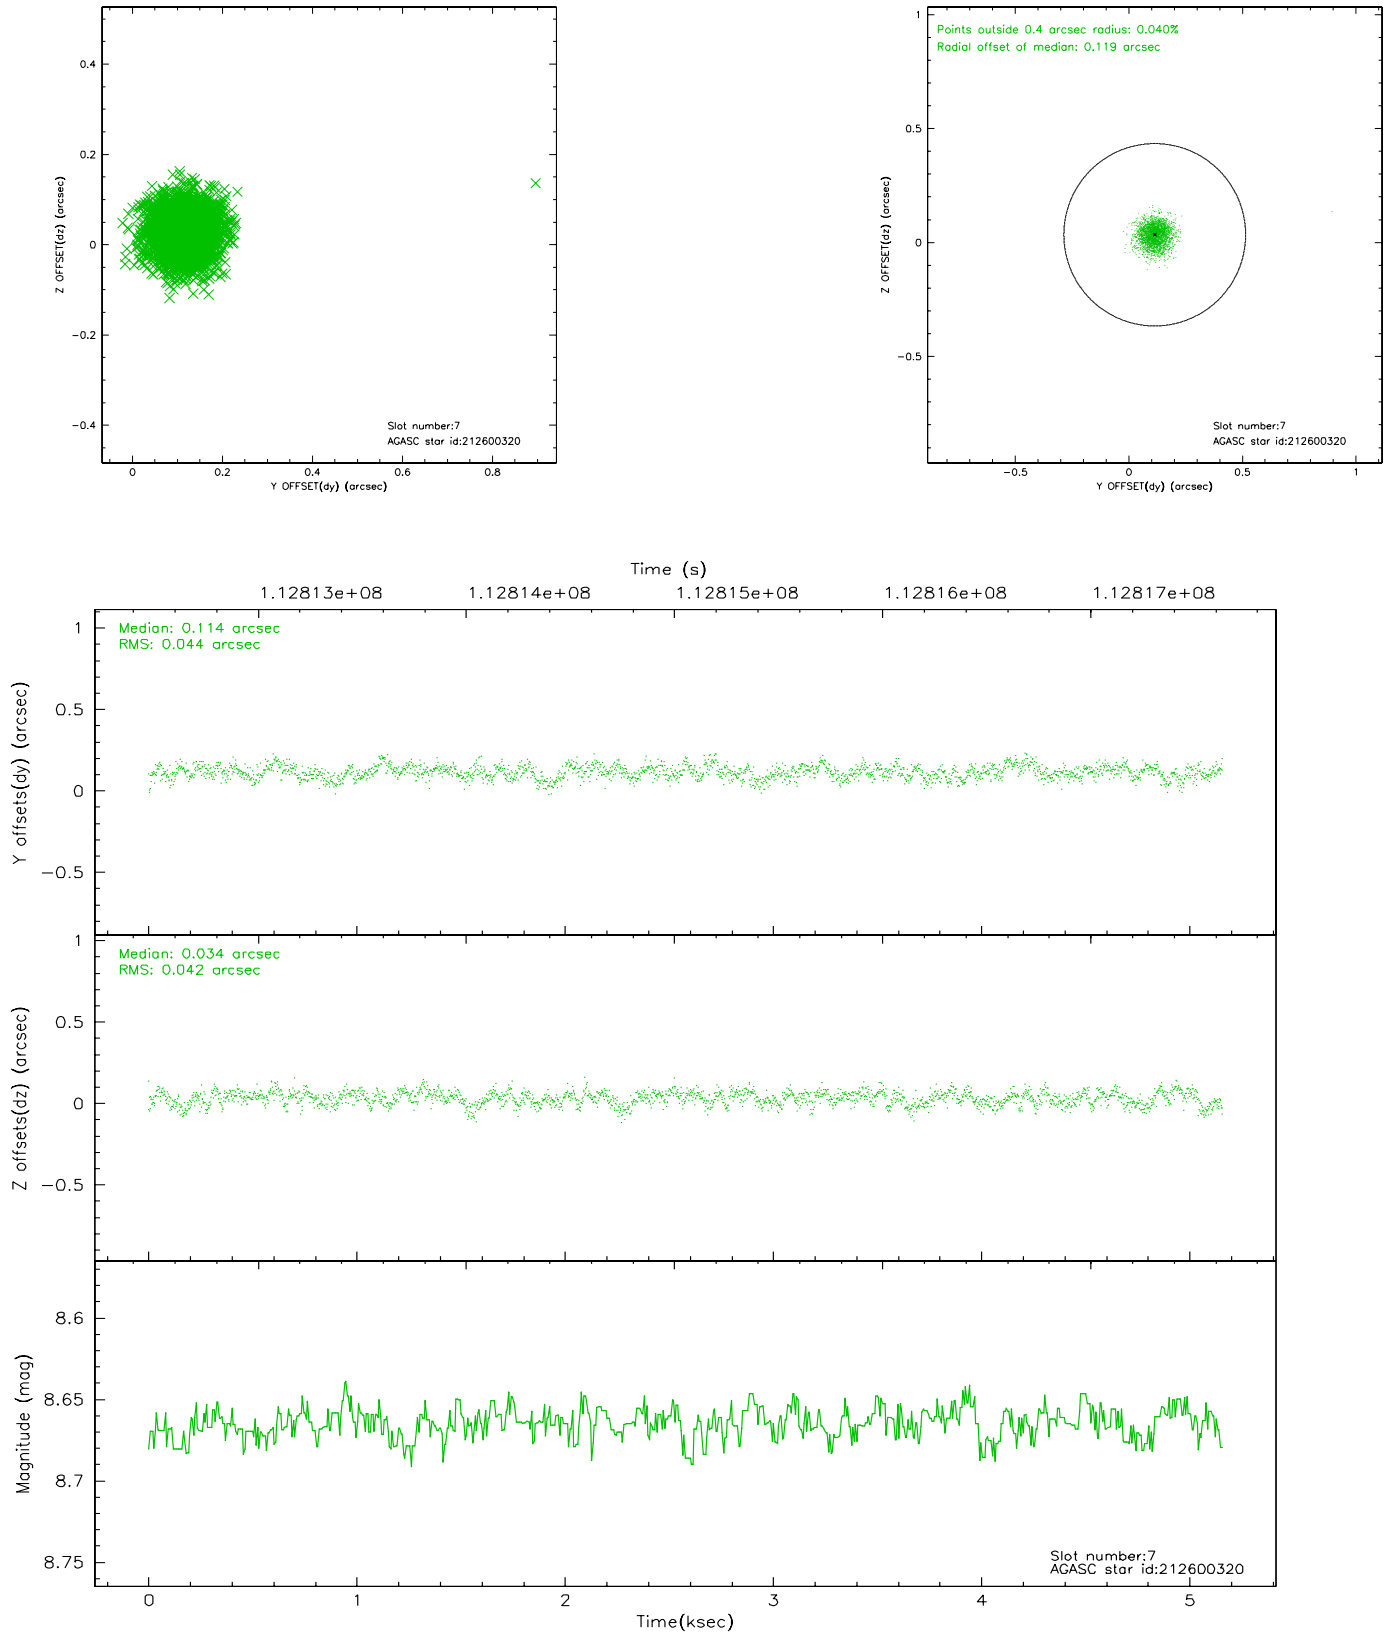 0.4
0.2
0
-0.2
-0.4
Z OFFSET(dz) (arcsec)
Slot number:7
AGASC star id:212600320
0 0.2 0.4 0.6 0.8
Y OFFSET(dy) (arcsec)
Points outside 0.4 arcsec radius: 0.040%
Radial offset of median: 0.119 arcsec
1
0.5
0
-0.5
Z OFFSET(dz) (arcsec)
Slot number:7
AGASC star id:212600320
-0.5 0 0.5 1
Y OFFSET(dy) (arcsec)
Time (s)
1.12813e+08 1.12814e+08 1.12815e+08 1.12816e+08 1.12817e+08
Median: 0.114 arcsec
RMS: 0.044 arcsec
1
0.5
0
-0.5
Y offsets(dy) (arcsec)
Median: 0.034 arcsec
RMS: 0.042 arcsec
1
0.5
0
-0.5
Z offsets(dz) (arcsec)
8.6
8.65
8.7
8.75
Magnitude (mag)
Slot number:7
AGASC star id:212600320
0 1 2 3 4 5
Time(ksec)